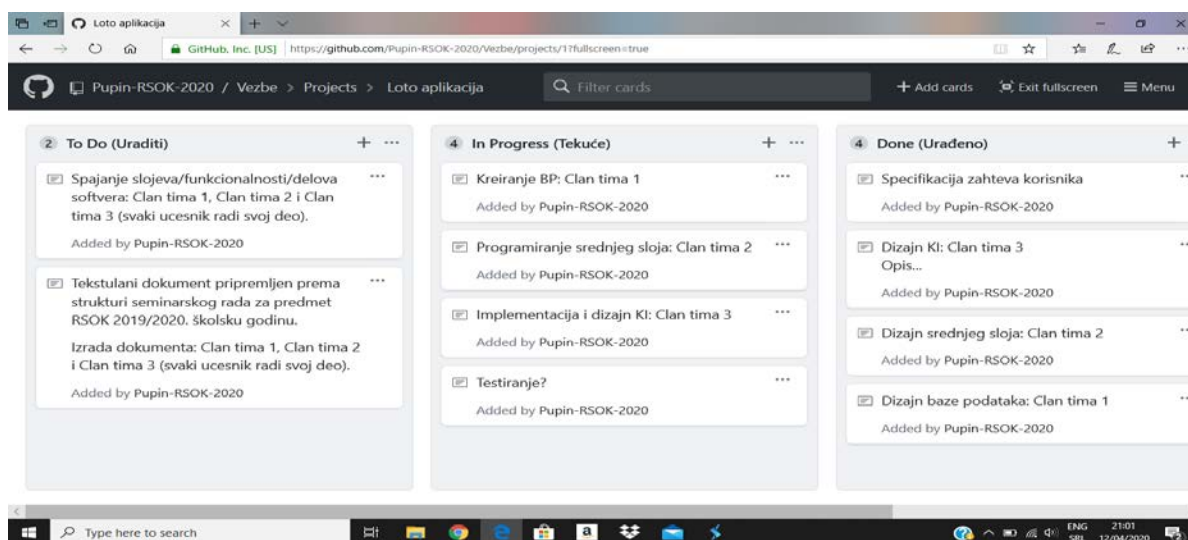 Loto aplikacija
GitHub, Inc. [US] https://github.com/Pupin-RSOK-2020/Vezbe/projects/1?fullscreen=true
Pupin-RSOK-2020 / Vezbe > Projects > Loto aplikacija
Filter cards
+ Add cards
Exit fullscreen
Menu
2 To Do (Uraditi)
Spajanje slojeva/funkcionalnosti/delova
softvera: Clan tima 1, Clan tima 2 i Clan
tima 3 (svaki ucesnik radi svoj deo).
Added by Pupin-RSOK-2020
Tekstulani dokument pripremljen prema
strukturi seminarskog rada za predmet
RSOK 2019/2020. školsku godinu.
Izrada dokumenta: Clan tima 1, Clan tima 2
i Clan tima 3 (svaki ucesnik radi svoj deo).
Added by Pupin-RSOK-2020
4 In Progress (Tekuće)
Kreiranje BP: Clan tima 1
Added by Pupin-RSOK-2020
Programiranje srednjeg sloja: Clan tima 2
Added by Pupin-RSOK-2020
Implementacija i dizajn KI: Clan tima 3
Added by Pupin-RSOK-2020
Testiranje?
Added by Pupin-RSOK-2020
4 Done (Urađeno)
Specifikacija zahteva korisnika
Added by Pupin-RSOK-2020
Dizajn KI: Clan tima 3
Opis...
Added by Pupin-RSOK-2020
Dizajn srednjeg sloja: Clan tima 2
Added by Pupin-RSOK-2020
Dizajn baze podataka: Clan tima 1
Added by Pupin-RSOK-2020
Type here to search
a
ENG
SRL
21:01
12/04/2020